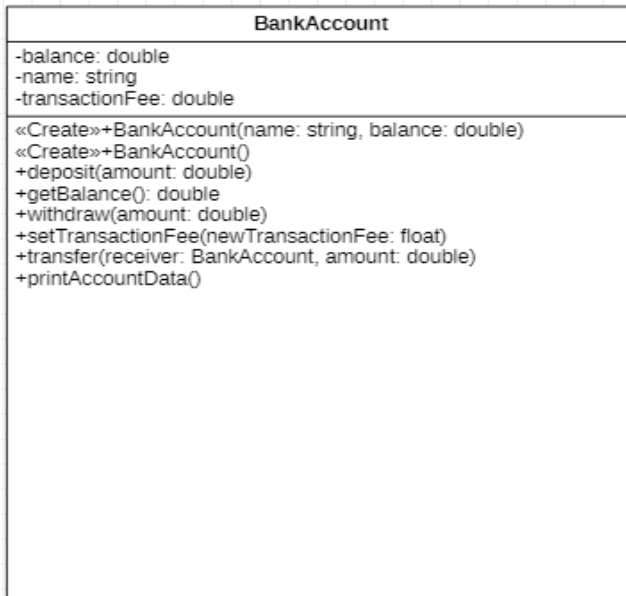 BankAccount
-balance: double
-name: string
-transactionFee: double
«Create»+BankAccount(name: string, balance: double)
«Create»+BankAccount()
+deposit(amount: double)
+getBalance(): double
+withdraw(amount: double)
+setTransactionFee(newTransactionFee: float)
+transfer(receiver: BankAccount, amount: double)
+printAccountData()